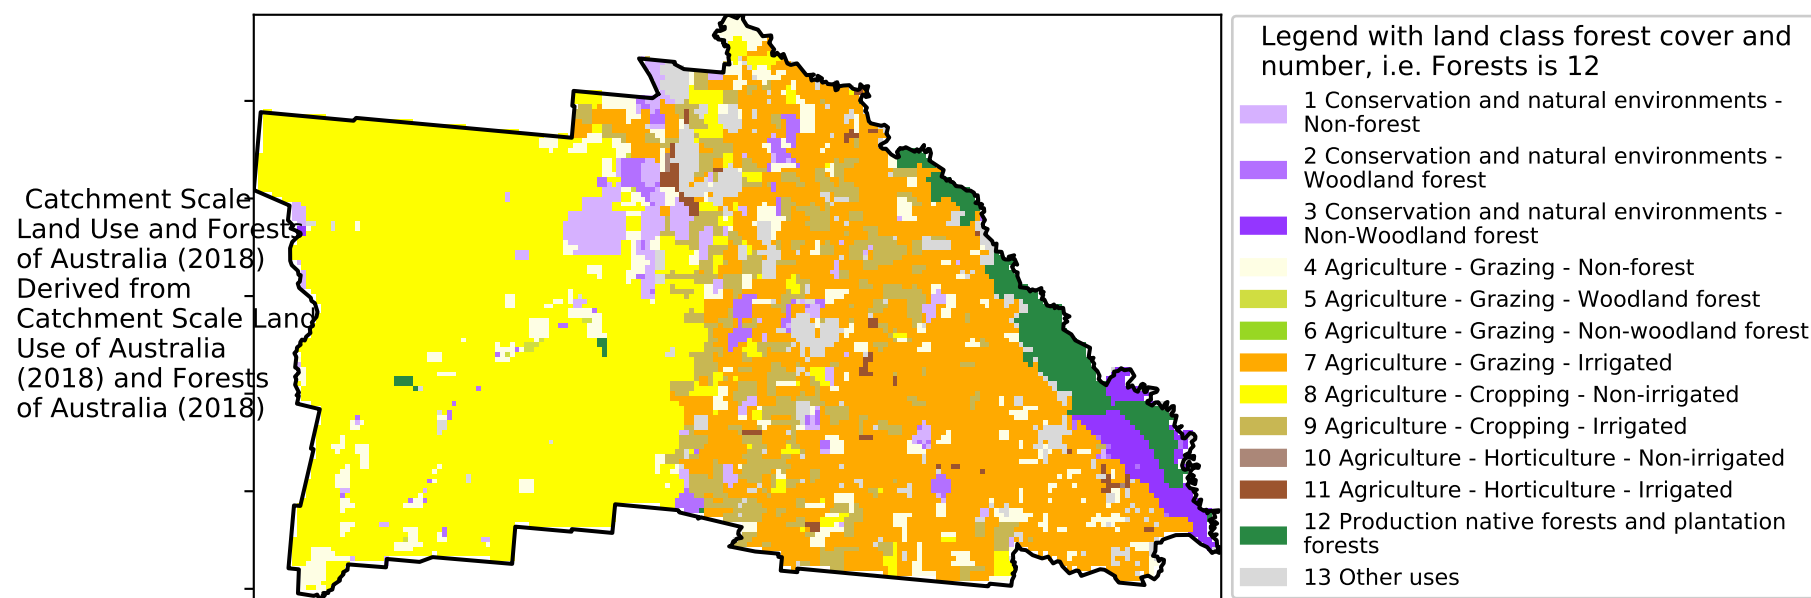 Catchment Scale
Land Use and Forests
of Australia (2018)
Derived from
Catchment Scale Land
Use of Australia
(2018) and Forests
of Australia (2018)
Legend with land class forest cover and
number, i.e. Forests is 12
1 Conservation and natural environments -
Non-forest
2 Conservation and natural environments -
Woodland forest
3 Conservation and natural environments -
Non-Woodland forest
4 Agriculture - Grazing - Non-forest
5 Agriculture - Grazing - Woodland forest
6 Agriculture - Grazing - Non-woodland forest
7 Agriculture - Grazing - Irrigated
8 Agriculture - Cropping - Non-irrigated
9 Agriculture - Cropping - Irrigated
10 Agriculture - Horticulture - Non-irrigated
11 Agriculture - Horticulture - Irrigated
12 Production native forests and plantation
forests
13 Other uses